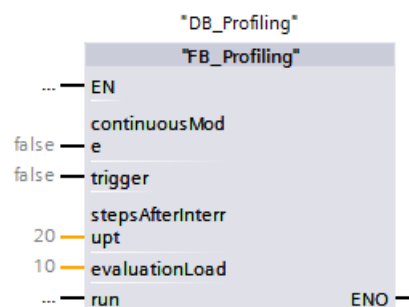 "DB_Profiling"
"FB_Profiling"
... EN
continuousMod
false e
false trigger
stepsAfterInterr
20 upt
10 evaluationLoad
... run ENO